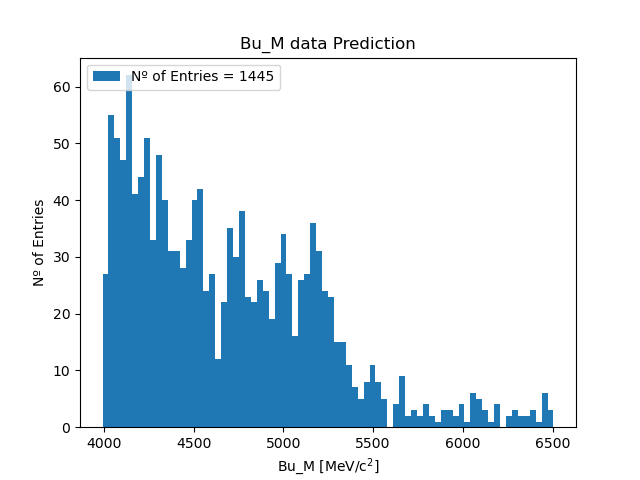 Bu_M data Prediction
Nº of Entries = 1445
Nº of Entries
60
50
40
30
20
10
0
4000 4500 5000 5500 6000 6500
Bu_M [MeV/c²]